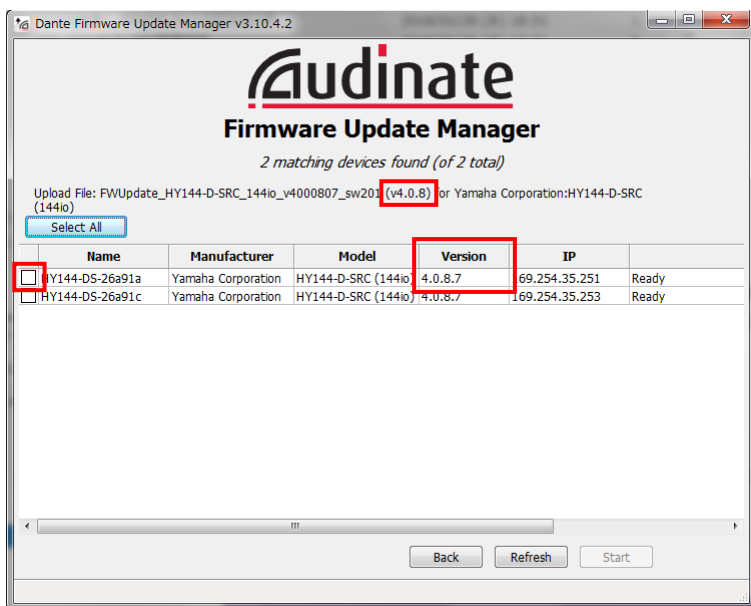 Dante Firmware Update Manager v3.10.4.2
Audinate
Firmware Update Manager
2 matching devices found (of 2 total)
Upload File: FWUpdate_HY144-D-SRC_144io_v4000807_sw201 (v4.0.8) for Yamaha Corporation:HY144-D-SRC
(144io)
Select All
Name Manufacturer Model Version IP
HY144-DS-26a91a Yamaha Corporation HY144-D-SRC (144io) 4.0.8.7 169.254.35.251 Ready
HY144-DS-26a91c Yamaha Corporation HY144-D-SRC (144io) 4.0.8.7 169.254.35.253 Ready
Back Refresh Start